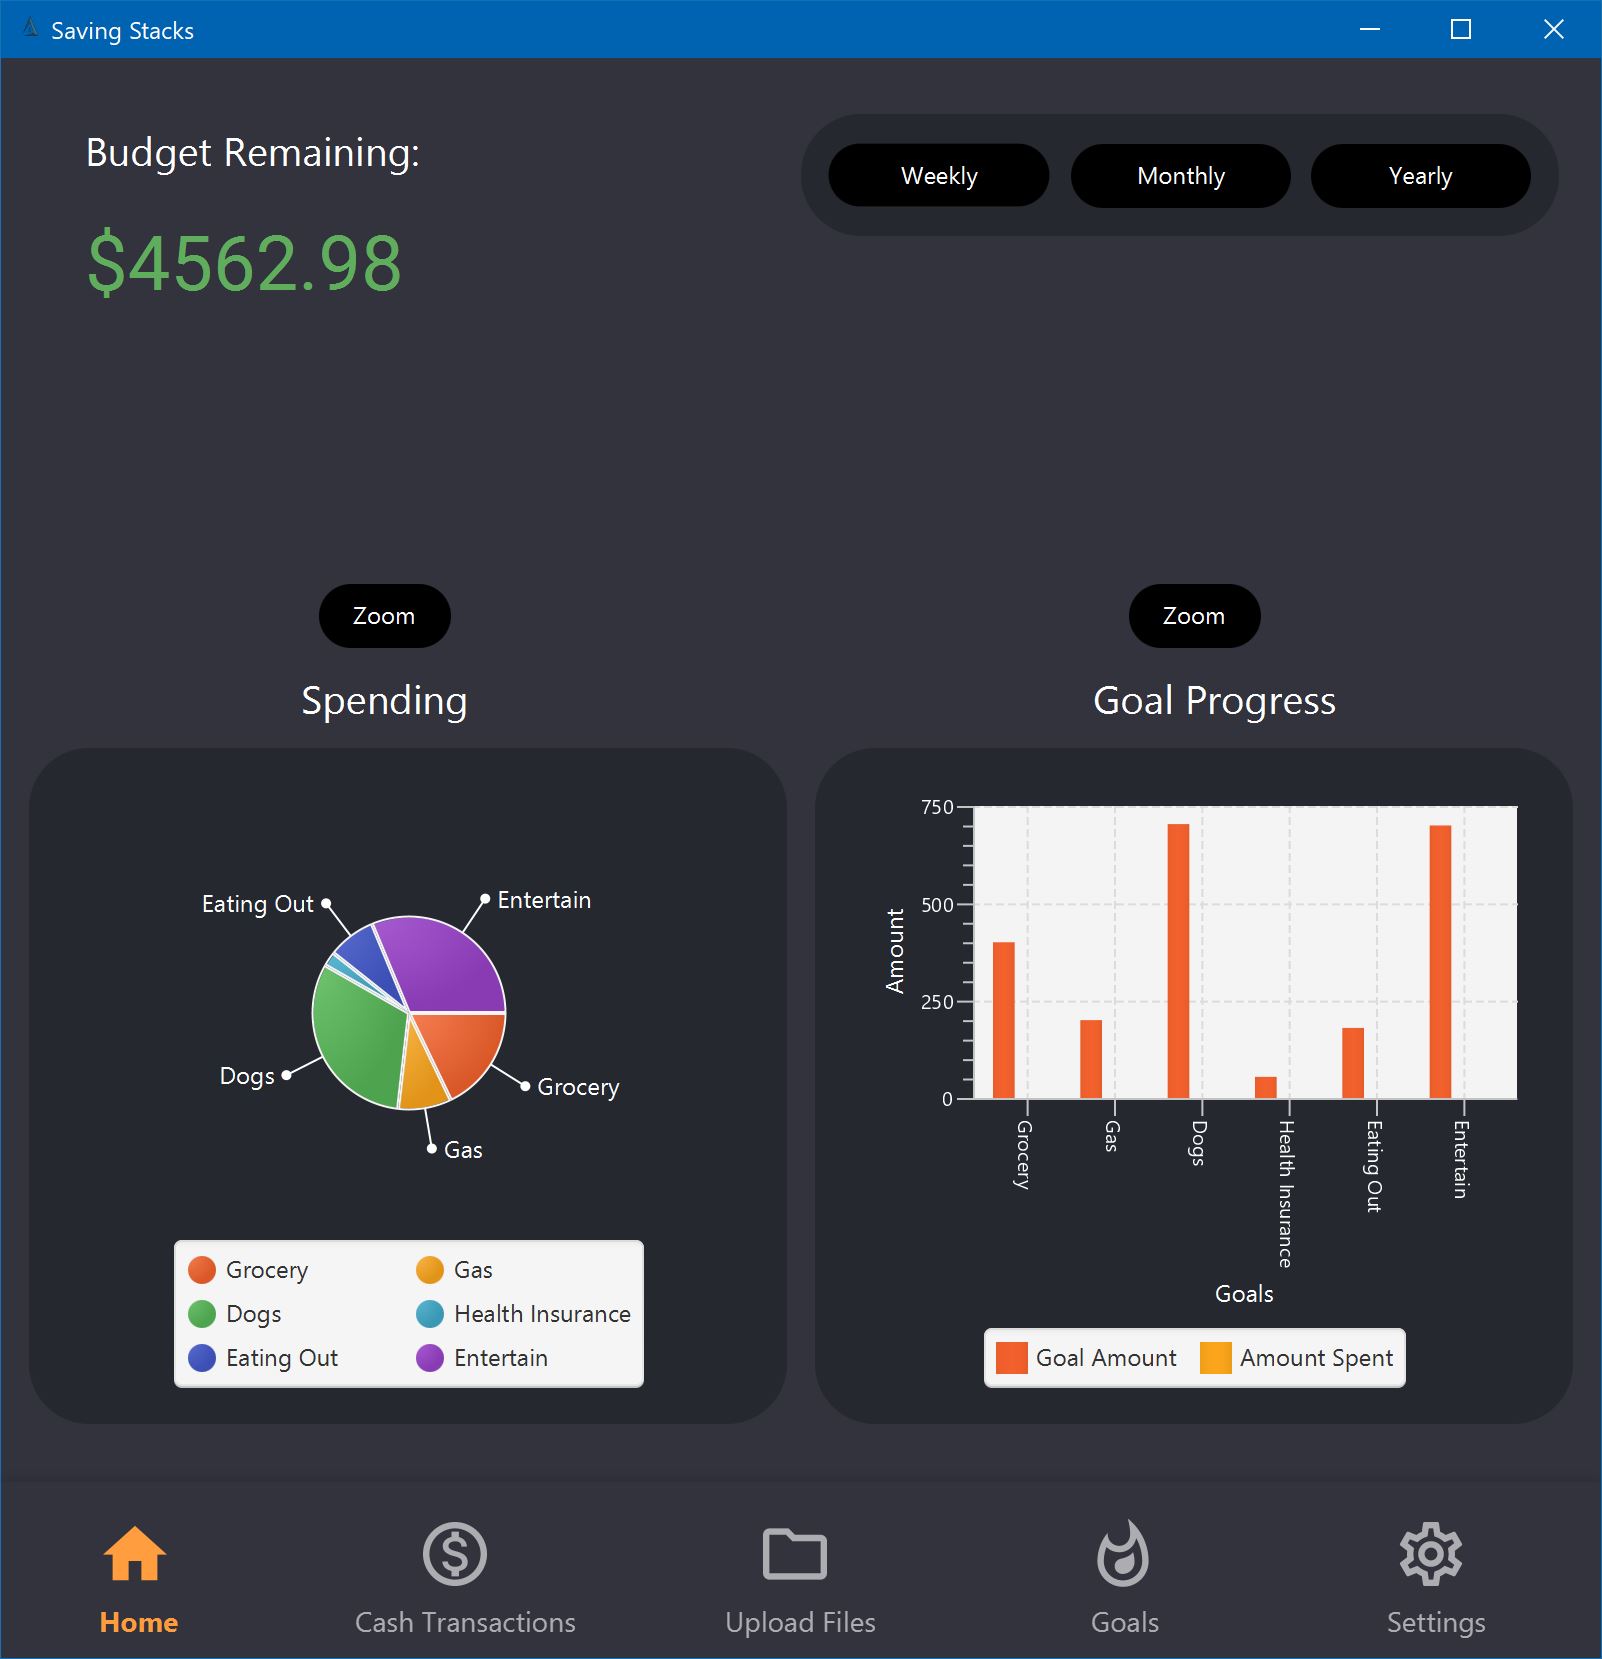 Saving Stacks
Budget Remaining:
$4562.98
Weekly Monthly Yearly
Zoom
Spending
Eating Out
Entertain
Dogs
Grocery
Gas
Grocery Gas
Dogs Health Insurance
Eating Out Entertain
Zoom
Goal Progress
750
500
250
0
Amount
Grocery
Gas
Dogs
Health Insurance
Eating Out
Entertain
Goals
Goal Amount Amount Spent
Home Cash Transactions Upload Files Goals Settings